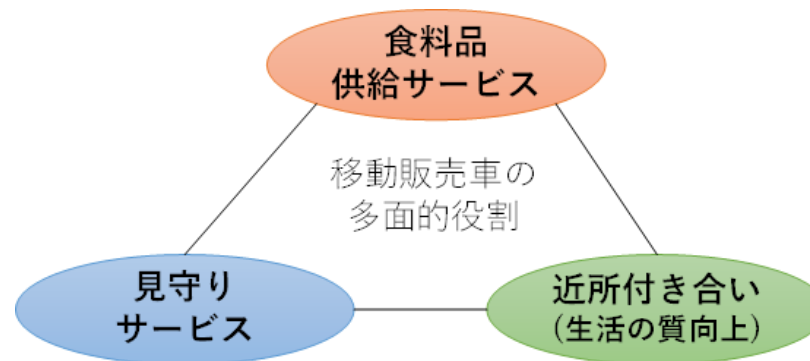 食料品
供給サービス
移動販売車の
多面的役割
見守り
サービス
近所付き合い
(生活の質向上)